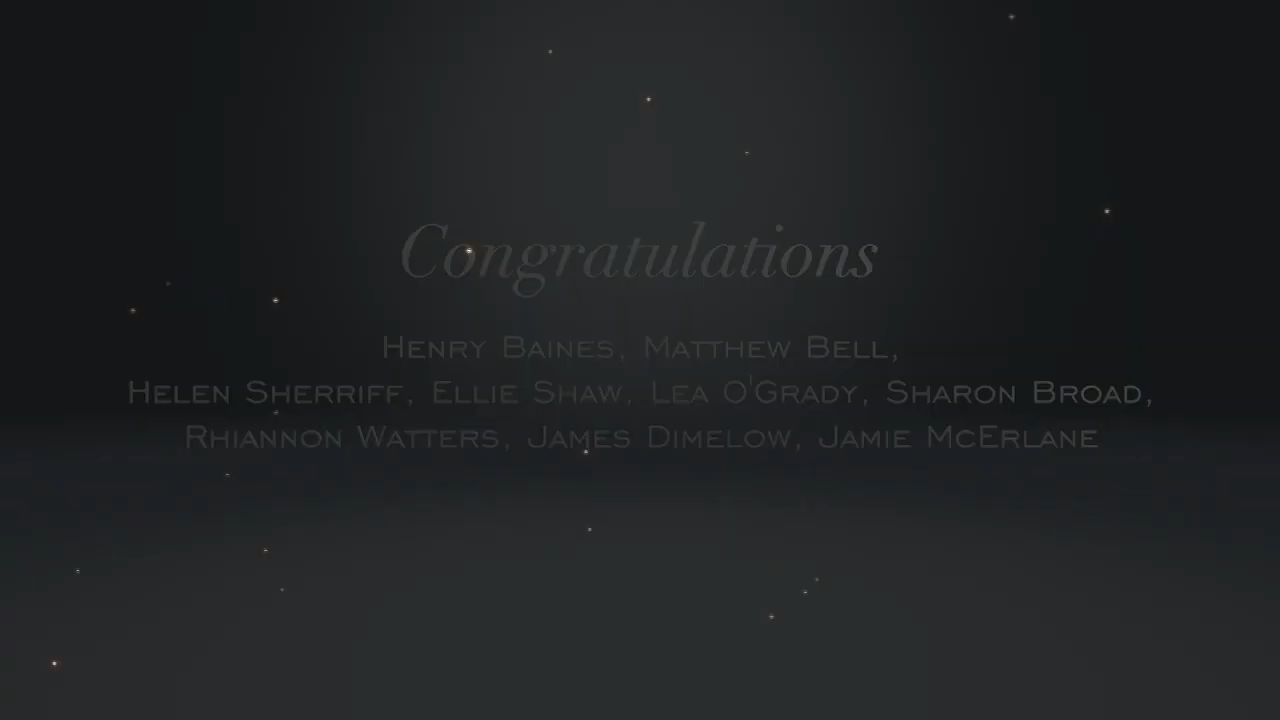 Congratulations
Henry Baines, Matthew Bell,
Helen Sherriff, Ellie Shaw, Lea O'Grady, Sharon Broad,
Rhiannon Watters, James Dimelow, Jamie McErlane